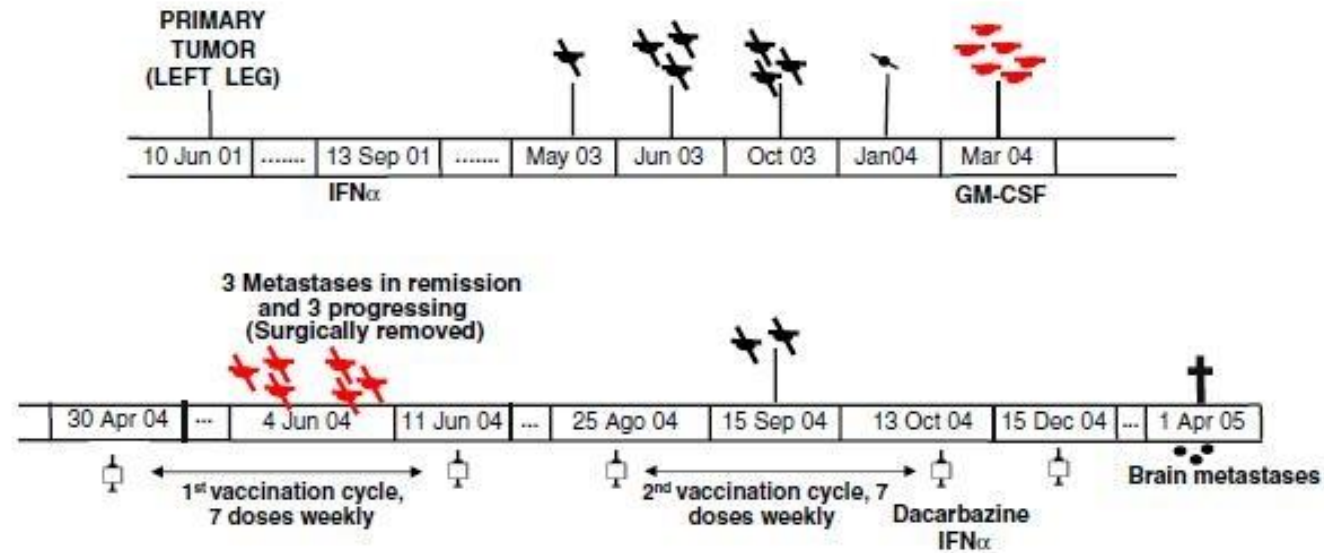 PRIMARY
TUMOR
(LEFT LEG)
10 Jun 01 ....... 13 Sep 01 ....... May 03 Jun 03 Oct 03 Jan04 Mar 04
IFNα GM-CSF
3 Metastases in remission
and 3 progressing
(Surgically removed)
30 Apr 04 ... 4 Jun 04 11 Jun 04 ... 25 Ago 04 15 Sep 04 13 Oct 04 15 Dec 04 ... 1 Apr 05
1st vaccination cycle,
7 doses weekly
2nd vaccination cycle, 7
doses weekly
Dacarbazine
IFNα
Brain metastases